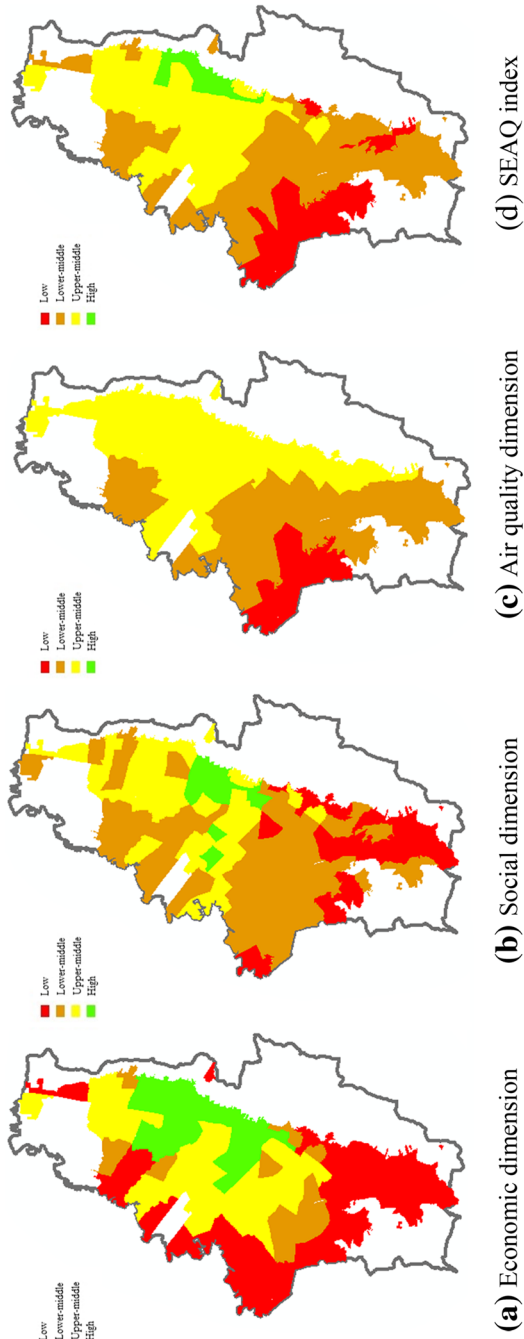 Low
Lower-middle
Upper-middle
High
(a) Economic dimension
Low
Lower-middle
Upper-middle
High
(b) Social dimension
Low
Lower-middle
Upper-middle
High
(c) Air quality dimension
Low
Lower-middle
Upper-middle
High
(d) SEAQ index